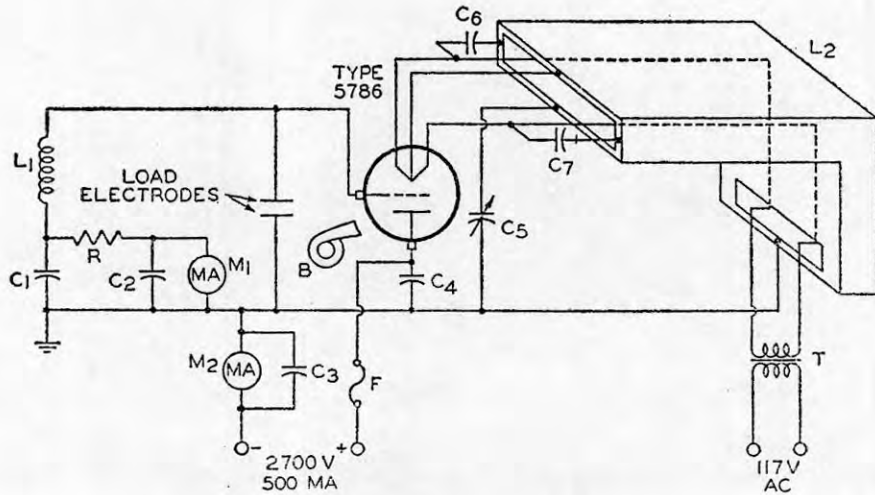 C6
L2
TYPE
5786
L1
LOAD
ELECTRODES
C7
C5
B
R
C1
C2
MA
M1
C4
M2
MA
C3
F
T
-
+
2700 V
500 MA
117 V
AC